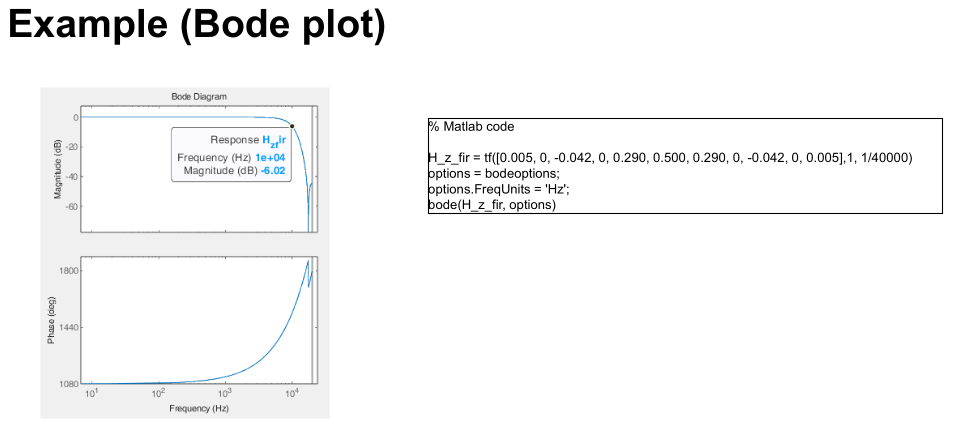 Example (Bode plot)
Bode Diagram
Magnitude (dB)
0
-20
-40
-60
Response H_zfir
Frequency (Hz) 1e+04
Magnitude (dB) -6.02
Phase (deg)
1800
1440
1080
10^1 10^2 10^3 10^4
Frequency (Hz)
% Matlab code
H_z_fir = tf([0.005, 0, -0.042, 0, 0.290, 0.500, 0.290, 0, -0.042, 0, 0.005],1, 1/40000)
options = bodeoptions;
options.FreqUnits = 'Hz';
bode(H_z_fir, options)